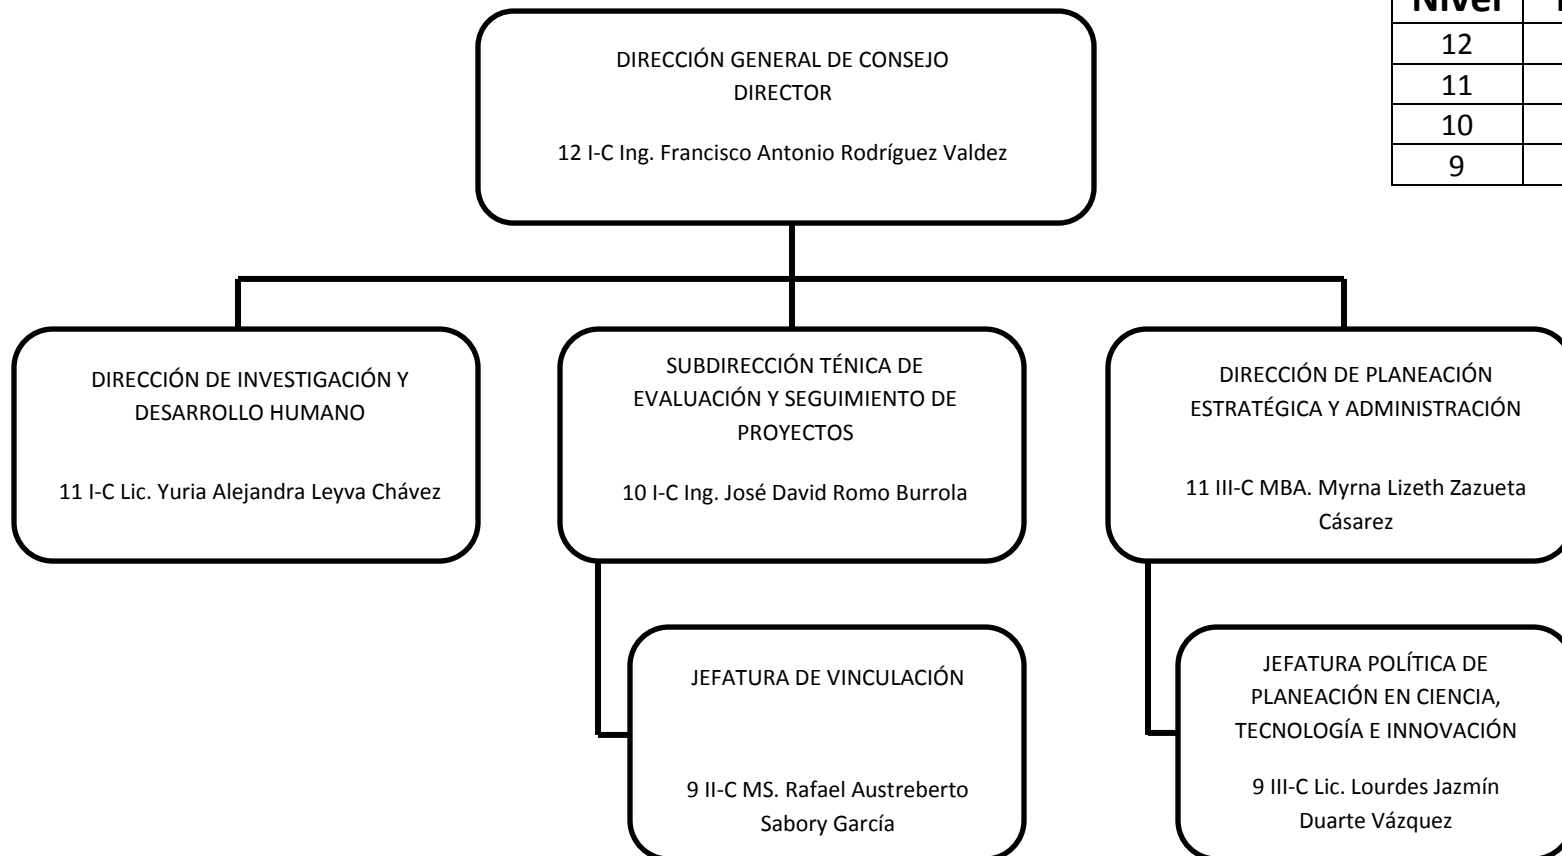 DIRECCIÓN GENERAL DE CONSEJO
DIRECTOR
12 I-C Ing. Francisco Antonio Rodríguez Valdez
Nivel
12
11
10
9
DIRECCIÓN DE INVESTIGACIÓN Y
DESARROLLO HUMANO
11 I-C Lic. Yuria Alejandra Leyva Chávez
SUBDIRECCIÓN TÉNICA DE
EVALUACIÓN Y SEGUIMIENTO DE
PROYECTOS
10 I-C Ing. José David Romo Burrola
DIRECCIÓN DE PLANEACIÓN
ESTRATÉGICA Y ADMINISTRACIÓN
11 III-C MBA. Myrna Lizeth Zazueta
Cásarez
JEFATURA DE VINCULACIÓN
9 II-C MS. Rafael Austreberto
Sabory García
JEFATURA POLÍTICA DE
PLANEACIÓN EN CIENCIA,
TECNOLOGÍA E INNOVACIÓN
9 III-C Lic. Lourdes Jazmín
Duarte Vázquez